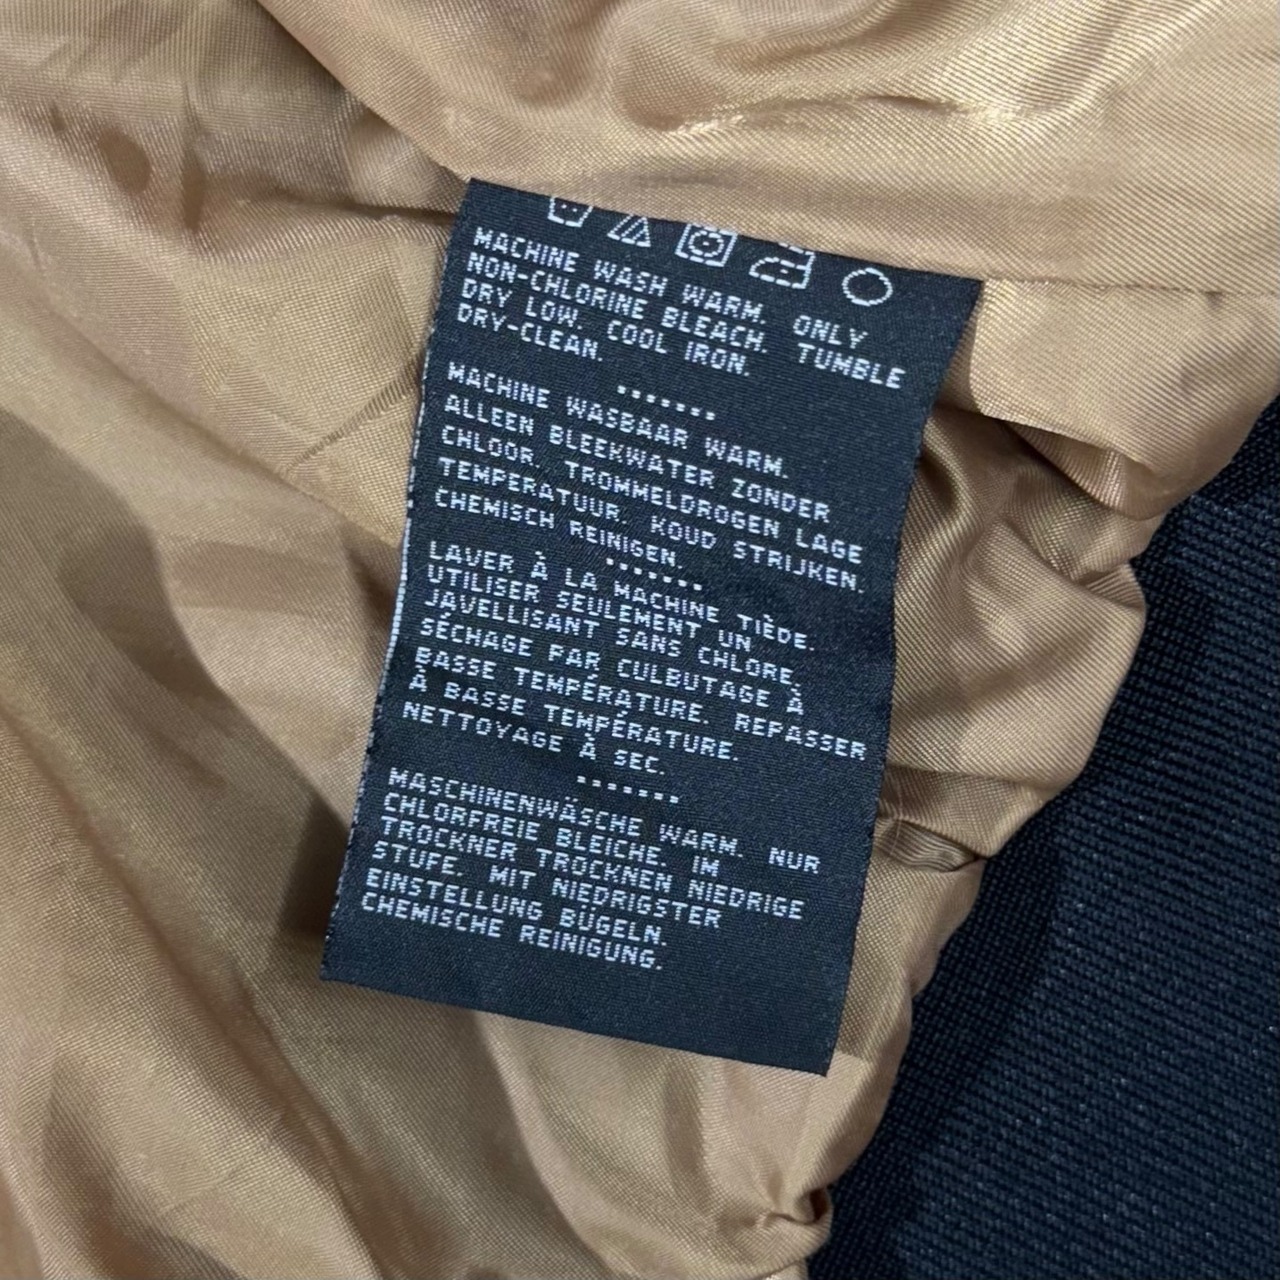 MACHINE WASH WARM. ONLY
NON-CHLORINE BLEACH. TUMBLE
DRY LOW. COOL IRON.
DRY-CLEAN.
MACHINE WASBAAR WARM.
ALLEEN BLEEKWATER ZONDER
CHLOOR. TROMMELDROGEN LAGE
TEMPERATUUR. KOUD STRIJKEN.
CHEMISCH REINIGEN.
LAVER À LA MACHINE TIÈDE.
UTILISER SEULEMENT UN
JAVELLISANT SANS CHLORE.
SÉCHAGE PAR CULBUTAGE À
BASSE TEMPÉRATURE. REPASSER
À BASSE TEMPÉRATURE.
NETTOYAGE À SEC.
MASCHINENWÄSCHE WARM. NUR
CHLORFREIE BLEICHE. IM
TROCKNER TROCKNEN NIEDRIGE
STUFE. MIT NIEDRIGSTER
EINSTELLUNG BÜGELN.
CHEMISCHE REINIGUNG.